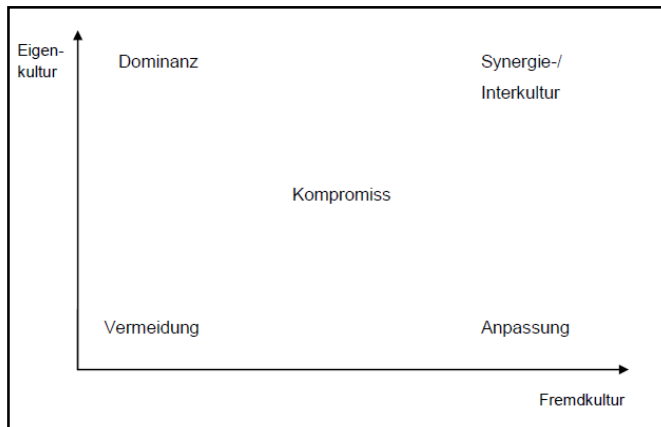 Eigen-
kultur
Dominanz
Synergie-/
Interkultur
Kompromiss
Vermeidung
Anpassung
Fremdkultur